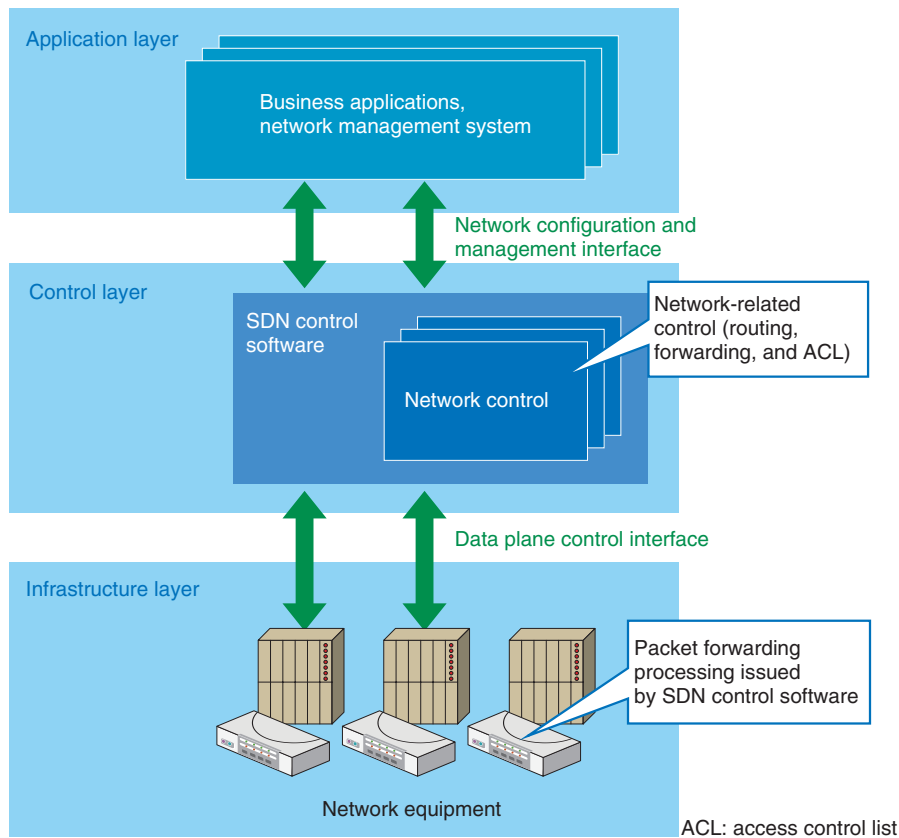 Application layer
Business applications,
network management system
Network configuration and
management interface
Control layer
SDN control
software
Network control
Network-related
control (routing,
forwarding, and ACL)
Data plane control interface
Infrastructure layer
Packet forwarding
processing issued
by SDN control software
Network equipment
ACL: access control list